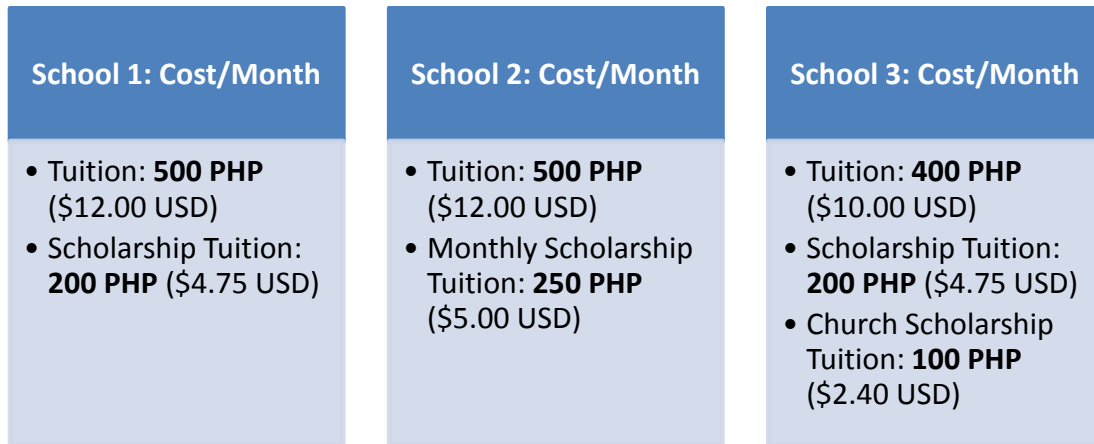 School 1: Cost/Month
• Tuition: 500 PHP
($12.00 USD)
• Scholarship Tuition:
200 PHP ($4.75 USD)
School 2: Cost/Month
• Tuition: 500 PHP
($12.00 USD)
• Monthly Scholarship
Tuition: 250 PHP
($5.00 USD)
School 3: Cost/Month
• Tuition: 400 PHP
($10.00 USD)
• Scholarship Tuition:
200 PHP ($4.75 USD)
• Church Scholarship
Tuition: 100 PHP
($2.40 USD)